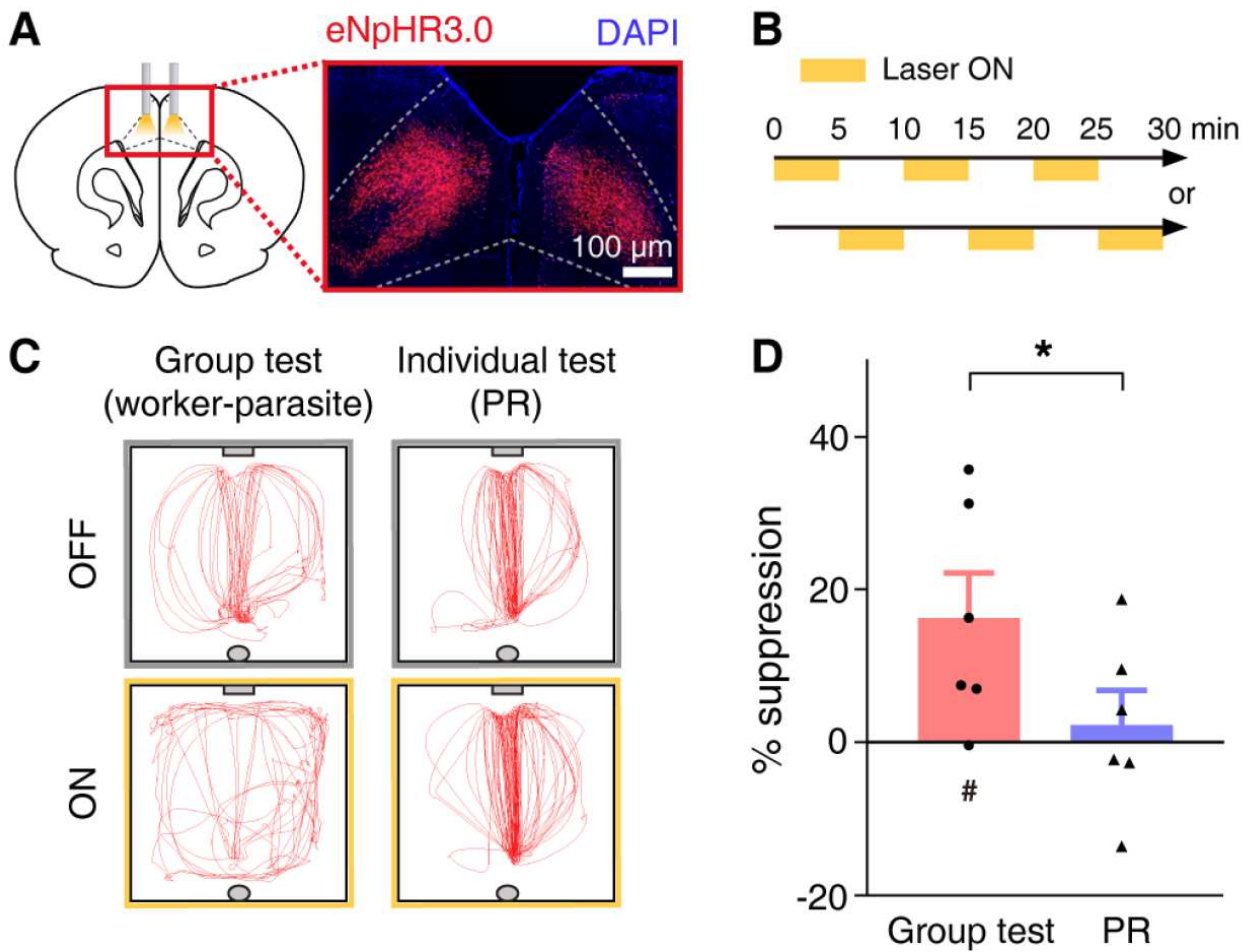 A
eNpHR3.0
DAPI
100 µm
B
Laser ON
0 5 10 15 20 25 30 min
or
C
Group test
(worker-parasite)
Individual test
(PR)
OFF
ON
D
*
% suppression
40
20
0
-20
#
Group test
PR